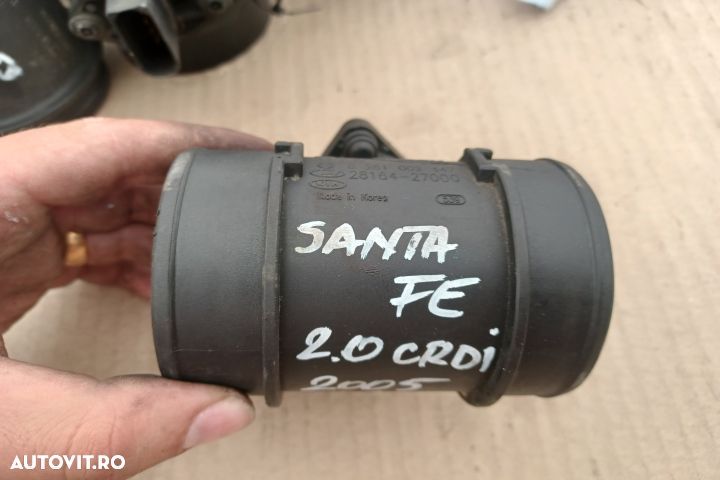 28164-27000
Made in Korea
SANTA
FE
2.0 CRDi
2005
AUTOVIT.RO